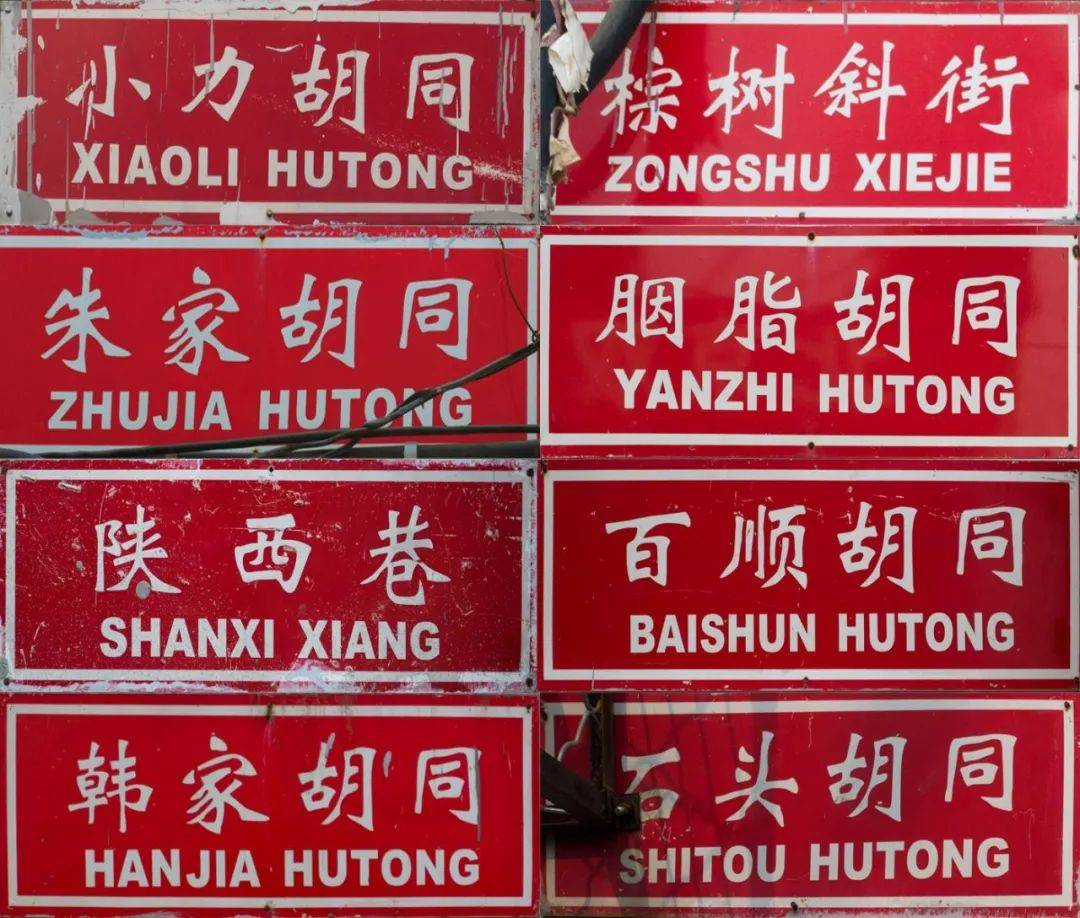 小力胡同
XIAOLI HUTONG
棕树斜街
ZONGSHU XIEJIE
朱家胡同
ZHUJIA HUTONG
胭脂胡同
YANZHI HUTONG
陕西巷
SHANXI XIANG
百顺胡同
BAISHUN HUTONG
韩家胡同
HANJIA HUTONG
石头胡同
SHITOU HUTONG